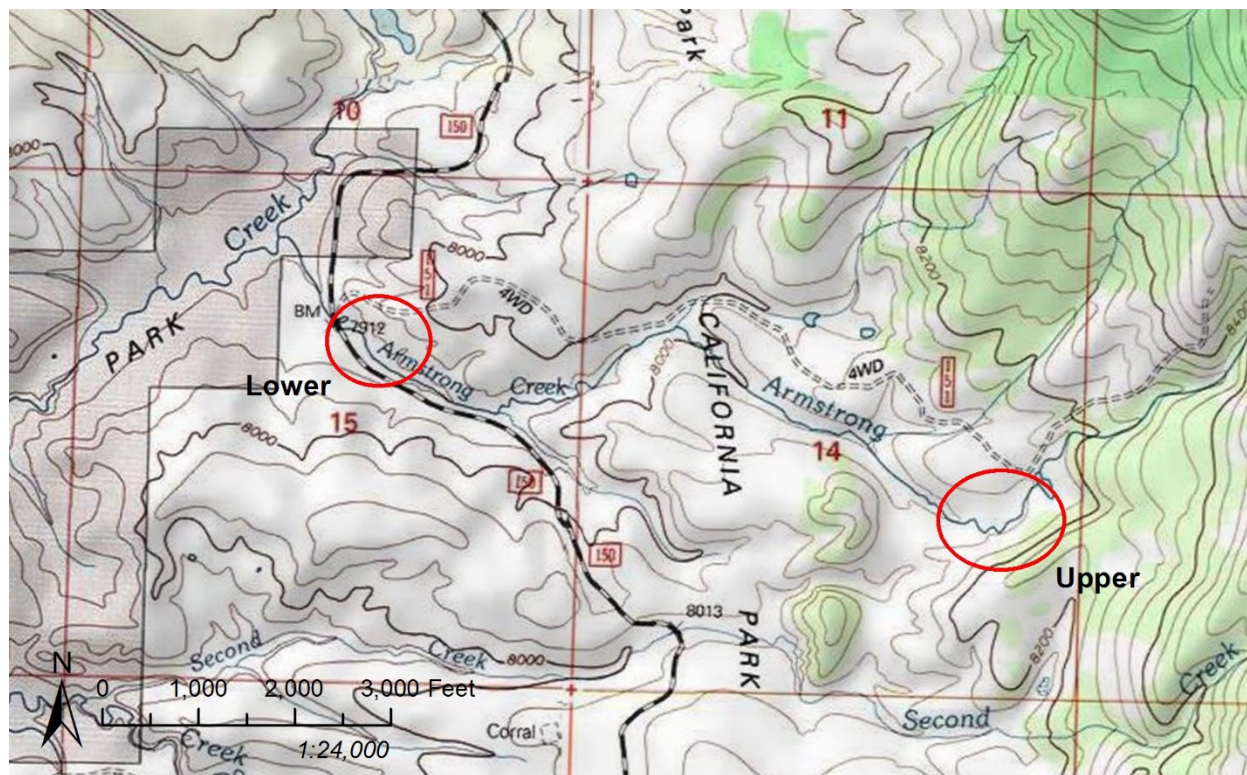 Park
10
150
11
8000
Creek
8000
151
8200
4WD
8400
BM
7912
PARK
Armstrong
Creek
8000
CALIFORNIA
4WD
151
Lower
Armstrong
15
8000
14
150
150
Upper
8013
PARK
8200
Second
Creek
8000
Creek
N
0 1,000 2,000 3,000 Feet
Second
Corral
Creek
1:24,000